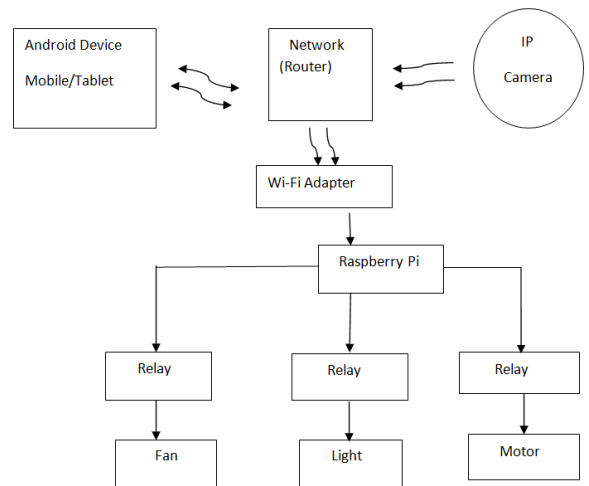 Android Device
Mobile/Tablet
Network
(Router)
IP
Camera
Wi-Fi Adapter
Raspberry Pi
Relay
Relay
Relay
Fan
Light
Motor